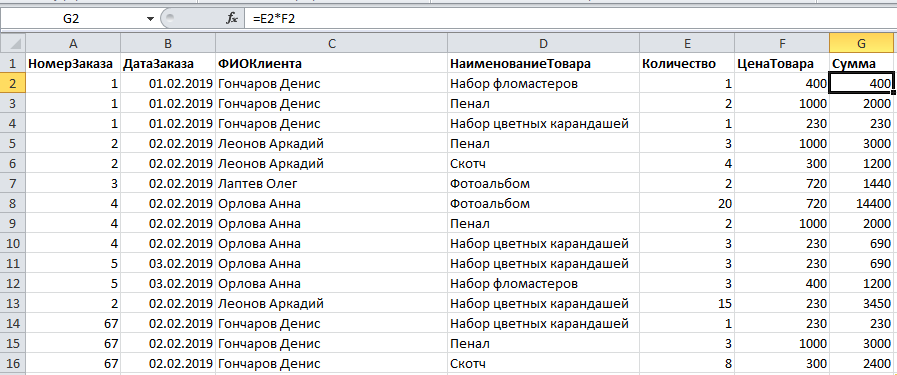 G2 fx =E2*F2
A B C D E F G
1 НомерЗаказа ДатаЗаказа ФИОКлиента НаименованиеТовара Количество ЦенаТовара Сумма
2 1 01.02.2019 Гончаров Денис Набор фломастеров 1 400 400
3 1 01.02.2019 Гончаров Денис Пенал 2 1000 2000
4 1 01.02.2019 Гончаров Денис Набор цветных карандашей 1 230 230
5 2 02.02.2019 Леонов Аркадий Пенал 3 1000 3000
6 2 02.02.2019 Леонов Аркадий Скотч 4 300 1200
7 3 02.02.2019 Лаптев Олег Фотоальбом 2 720 1440
8 4 02.02.2019 Орлова Анна Фотоальбом 20 720 14400
9 4 02.02.2019 Орлова Анна Пенал 2 1000 2000
10 4 02.02.2019 Орлова Анна Набор цветных карандашей 3 230 690
11 5 03.02.2019 Орлова Анна Набор цветных карандашей 3 230 690
12 5 03.02.2019 Орлова Анна Набор фломастеров 3 400 1200
13 2 02.02.2019 Леонов Аркадий Набор цветных карандашей 15 230 3450
14 67 02.02.2019 Гончаров Денис Набор цветных карандашей 1 230 230
15 67 02.02.2019 Гончаров Денис Пенал 3 1000 3000
16 67 02.02.2019 Гончаров Денис Скотч 8 300 2400